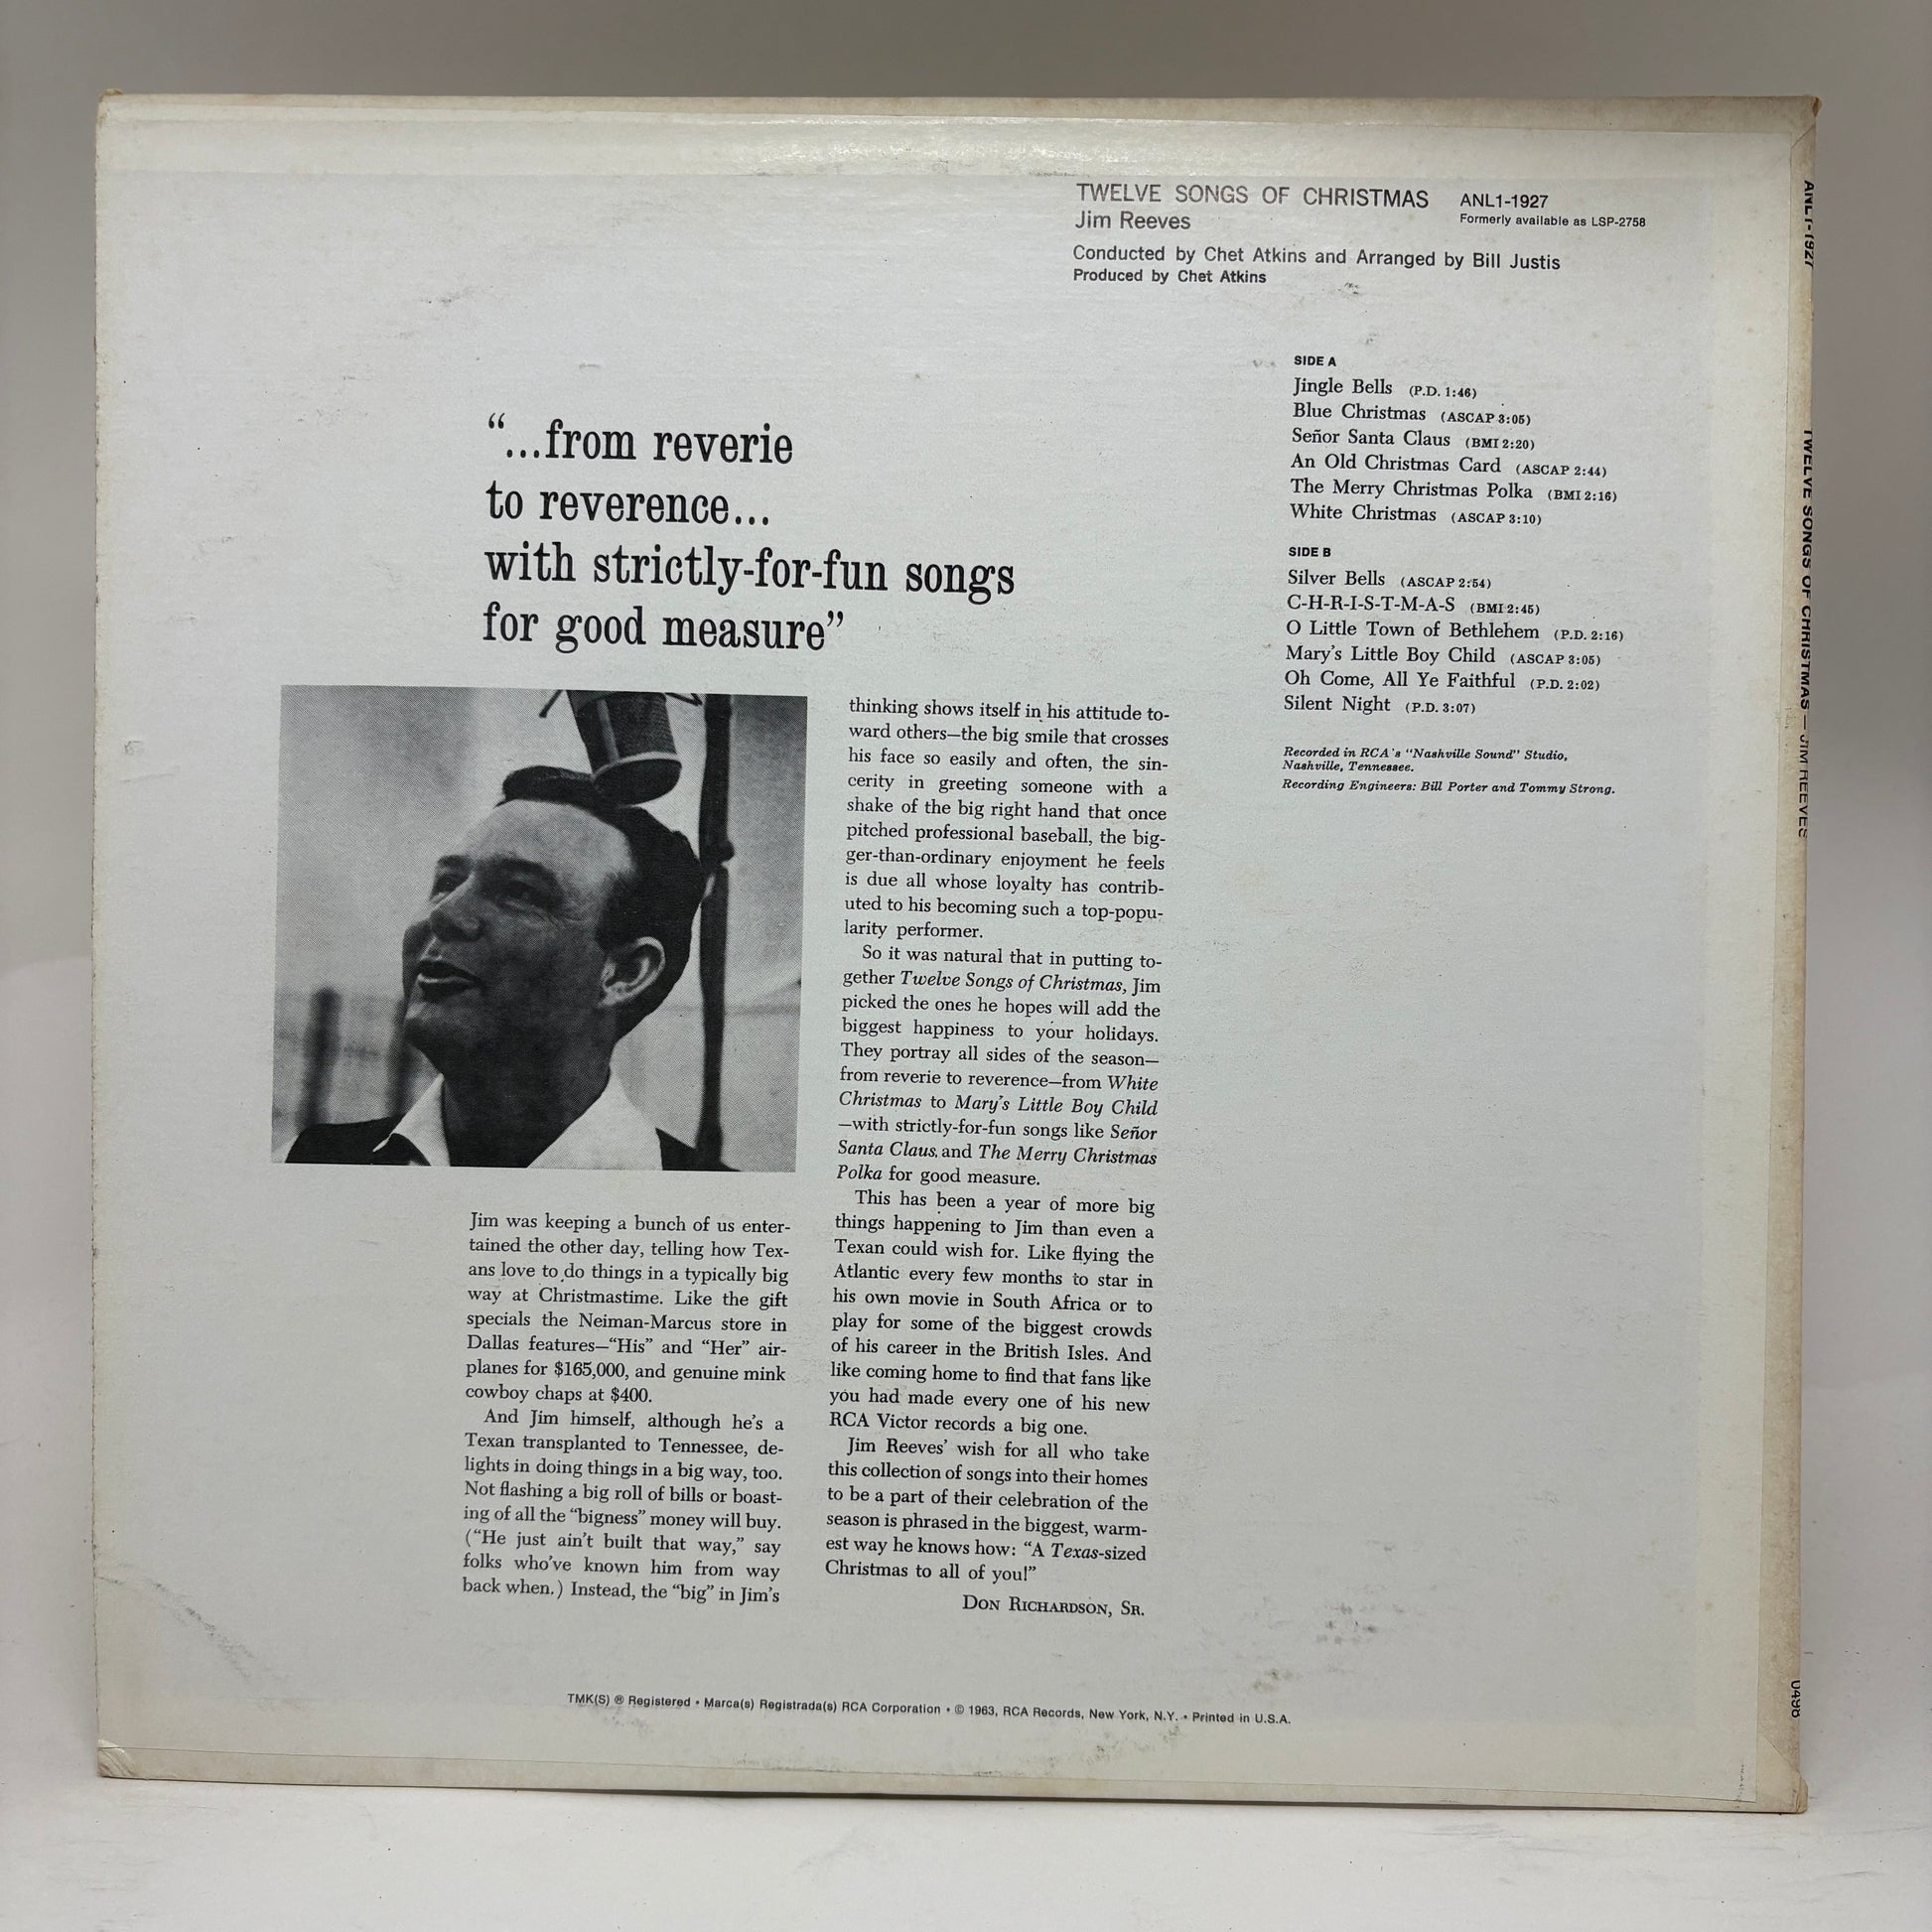 TWELVE SONGS OF CHRISTMAS
Jim Reeves
ANL1-1927
Formerly available as LSP-2758
Conducted by Chet Atkins and Arranged by Bill Justis
Produced by Chet Atkins
“...from reverie
to reverence...
with strictly-for-fun songs
for good measure”
SIDE A
Jingle Bells (P.D. 1:46)
Blue Christmas (ASCAP 3:05)
Señor Santa Claus (BMI 2:20)
An Old Christmas Card (ASCAP 2:44)
The Merry Christmas Polka (BMI 2:16)
White Christmas (ASCAP 3:10)
SIDE B
Silver Bells (ASCAP 2:54)
C-H-R-I-S-T-M-A-S (BMI 2:45)
O Little Town of Bethlehem (P.D. 2:16)
Mary’s Little Boy Child (ASCAP 3:05)
Oh Come, All Ye Faithful (P.D. 2:02)
Silent Night (P.D. 3:07)
Recorded in RCA's “Nashville Sound” Studio,
Nashville, Tennessee.
Recording Engineers: Bill Porter and Tommy Strong.
Jim was keeping a bunch of us enter-
tained the other day, telling how Tex-
ans love to do things in a typically big
way at Christmastime. Like the gift
specials the Neiman-Marcus store in
Dallas features—“His” and “Her” air-
planes for $165,000, and genuine mink
cowboy chaps at $400.
And Jim himself, although he’s a
Texan transplanted to Tennessee, de-
lights in doing things in a big way, too.
Not flashing a big roll of bills or boast-
ing of all the “bigness” money will buy.
(“He just ain’t built that way,” say
folks who’ve known him from way
back when.) Instead, the “big” in Jim’s
thinking shows itself in his attitude to-
ward others—the big smile that crosses
his face so easily and often, the sin-
cerity in greeting someone with a
shake of the big right hand that once
pitched professional baseball, the big-
ger-than-ordinary enjoyment he feels
is due all whose loyalty has contrib-
uted to his becoming such a top-popu-
larity performer.
So it was natural that in putting to-
gether Twelve Songs of Christmas, Jim
picked the ones he hopes will add the
biggest happiness to your holidays.
They portray all sides of the season—
from reverie to reverence—from White
Christmas to Mary’s Little Boy Child
—with strictly-for-fun songs like Señor
Santa Claus and The Merry Christmas
Polka for good measure.
This has been a year of more big
things happening to Jim than even a
Texan could wish for. Like flying the
Atlantic every few months to star in
his own movie in South Africa or to
play for some of the biggest crowds
of his career in the British Isles. And
like coming home to find that fans like
you had made every one of his new
RCA Victor records a big one.
Jim Reeves’ wish for all who take
this collection of songs into their homes
to be a part of their celebration of the
season is phrased in the biggest, warm-
est way he knows how: “A Texas-sized
Christmas to all of you!”
DON RICHARDSON, SR.
TMK(S) ® Registered • Marca(s) Registrada(s) RCA Corporation • © 1963, RCA Records, New York, N.Y. • Printed in U.S.A.
ANL1-1927
TWELVE SONGS OF CHRISTMAS—JIM REEVES
0498